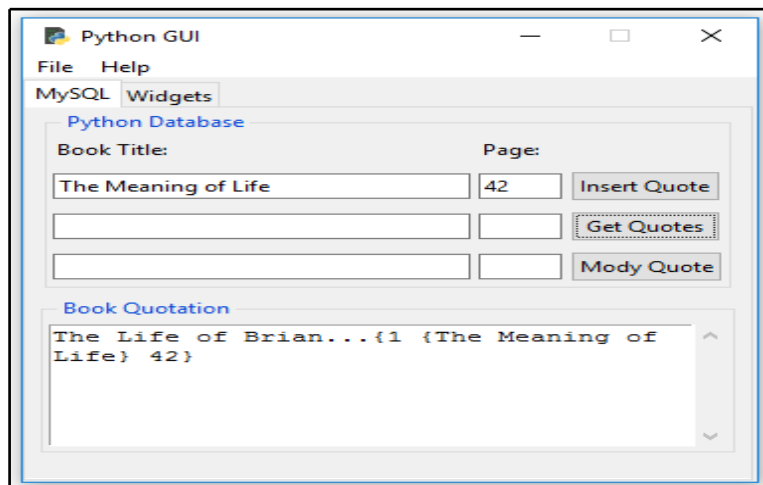 Python GUI
File Help
MySQL Widgets
Python Database
Book Title: Page:
The Meaning of Life 42 Insert Quote
Get Quotes
Mody Quote
Book Quotation
The Life of Brian...{1 {The Meaning of
Life} 42}